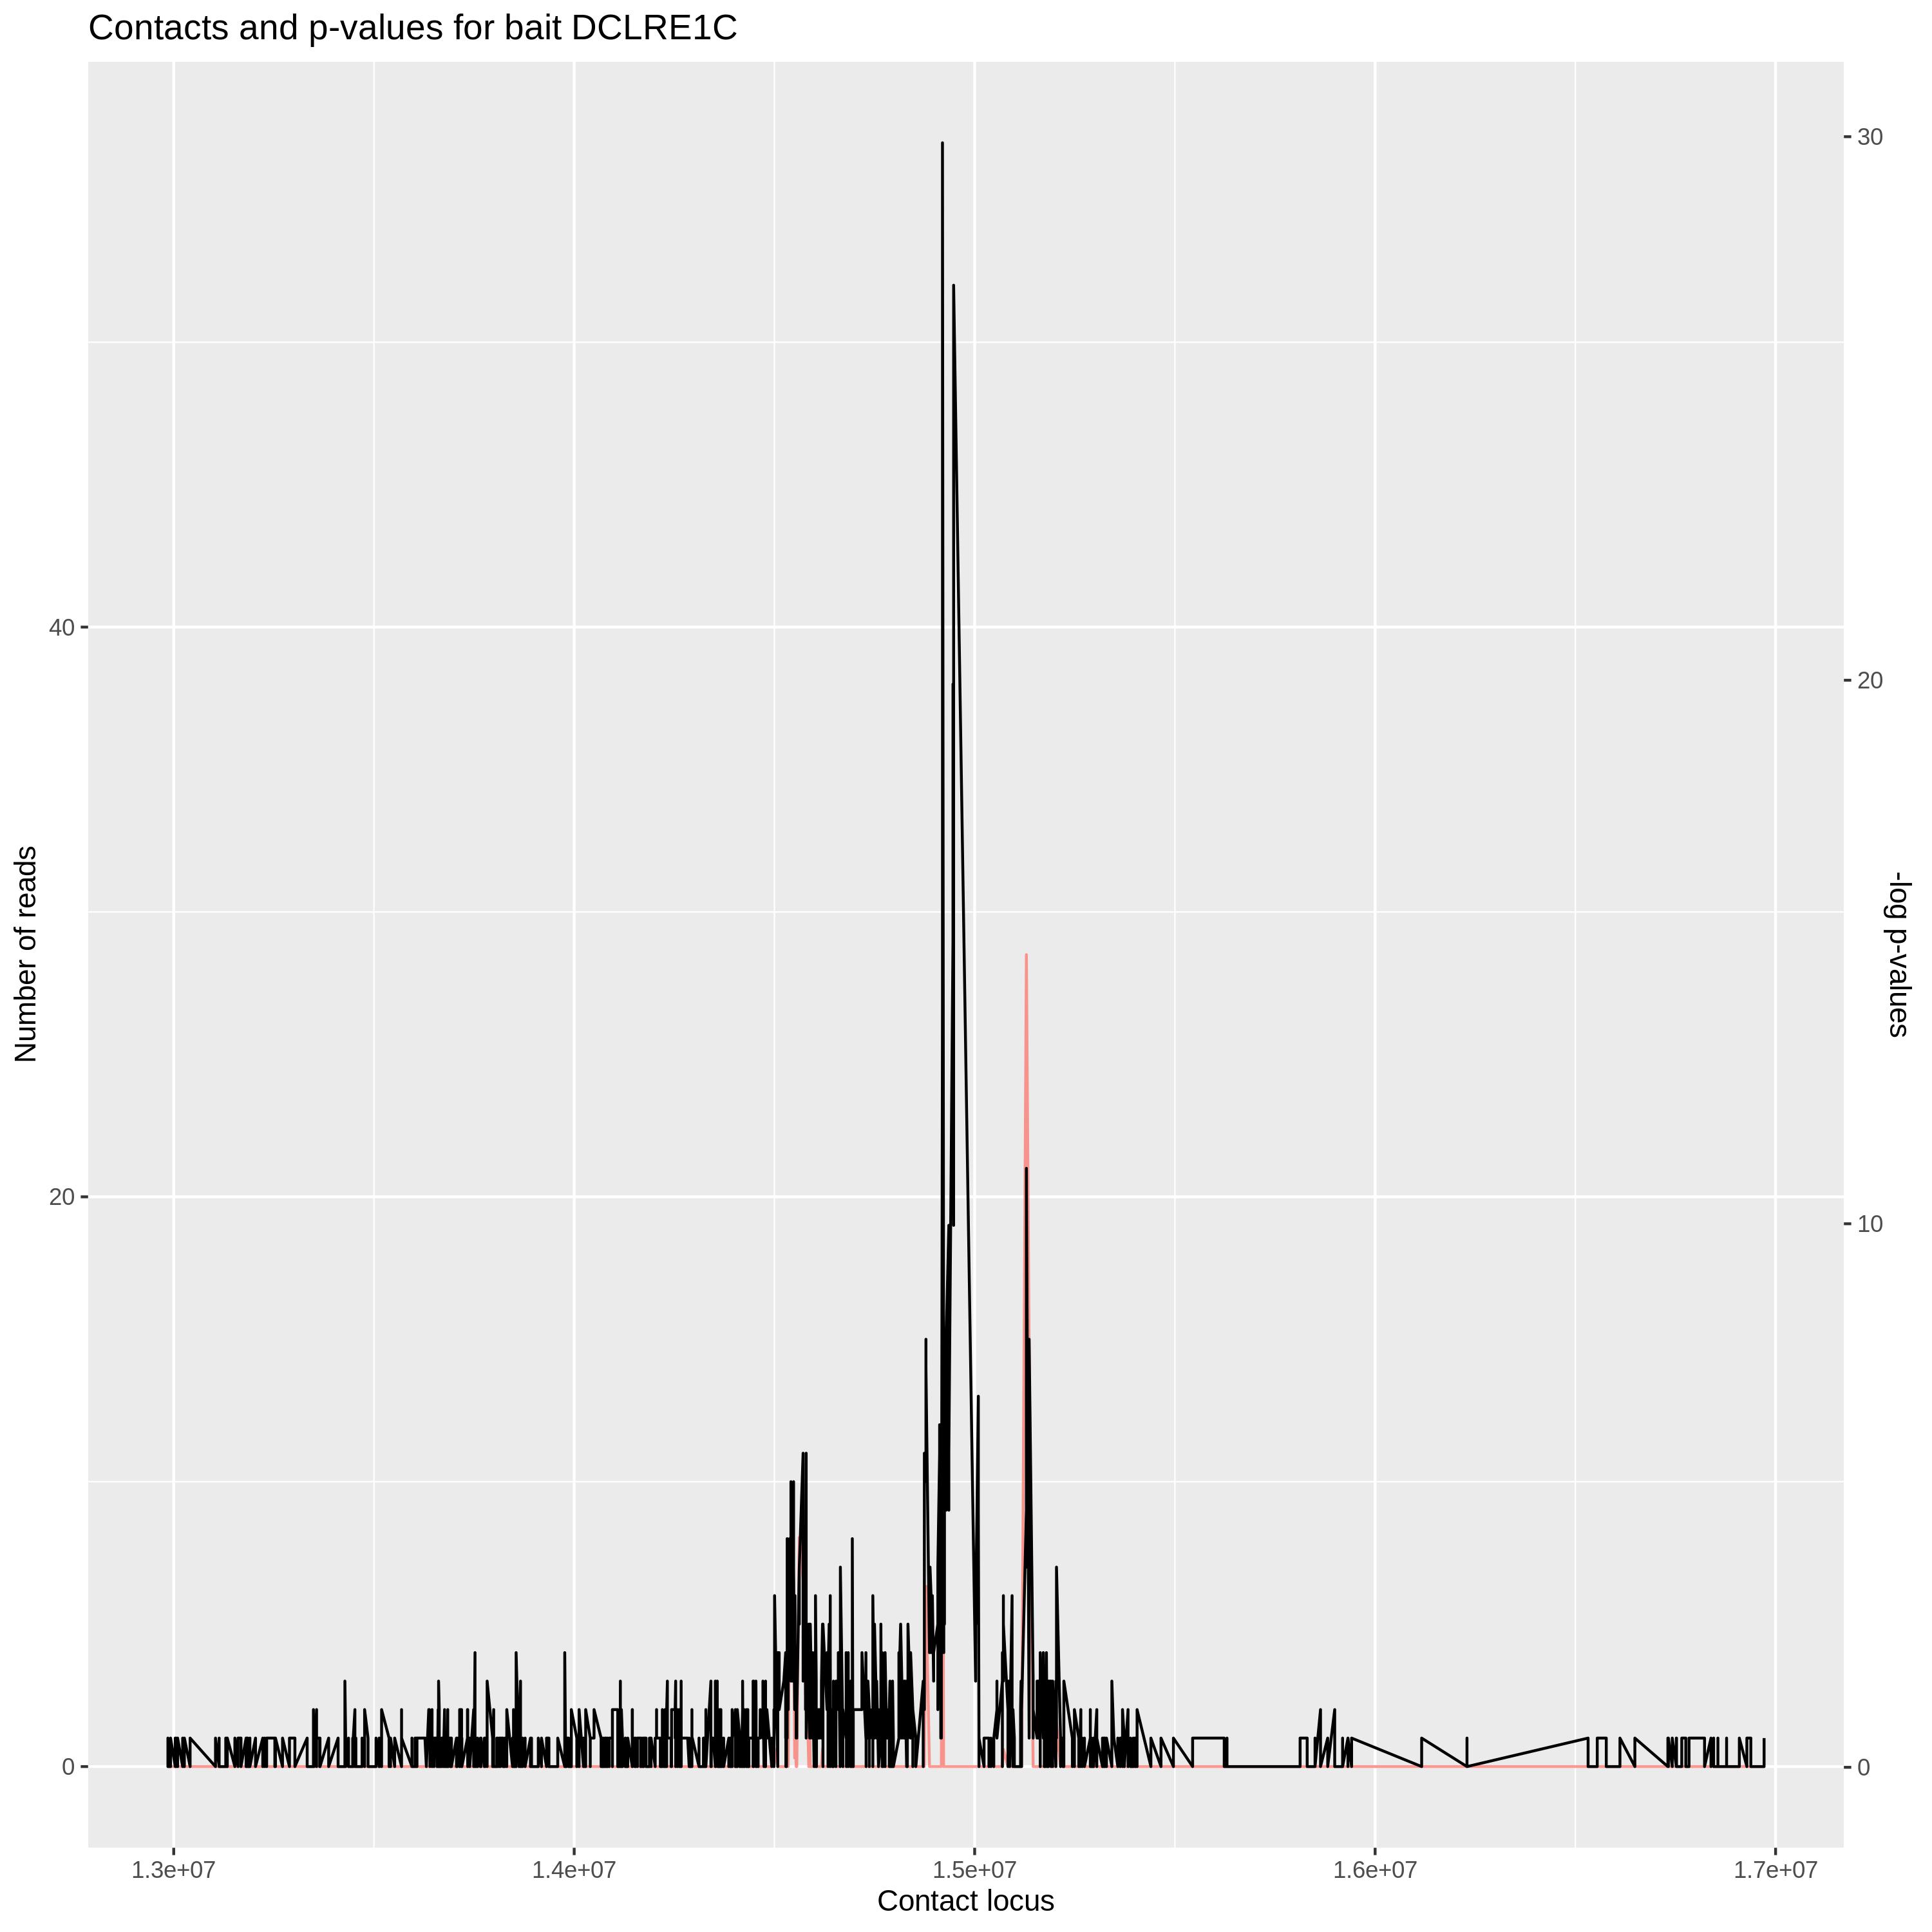 Contacts and p-values for bait DCLRE1C
Number of reads
40
20
0
30
20
10
0
-log p-values
1.3e+07 1.4e+07 1.5e+07 1.6e+07 1.7e+07
Contact locus